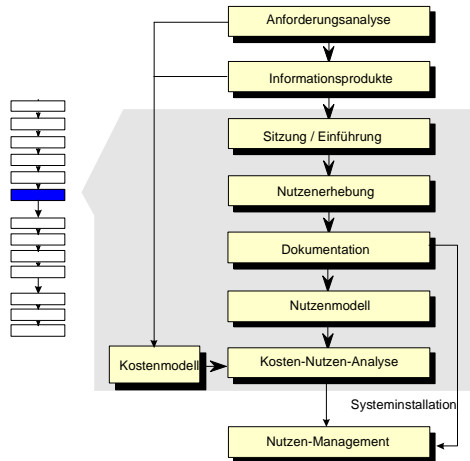 Anforderungsanalyse
Informationsprodukte
Sitzung / Einführung
Nutzenerhebung
Dokumentation
Nutzenmodell
Kostenmodell
Kosten-Nutzen-Analyse
Systeminstallation
Nutzen-Management